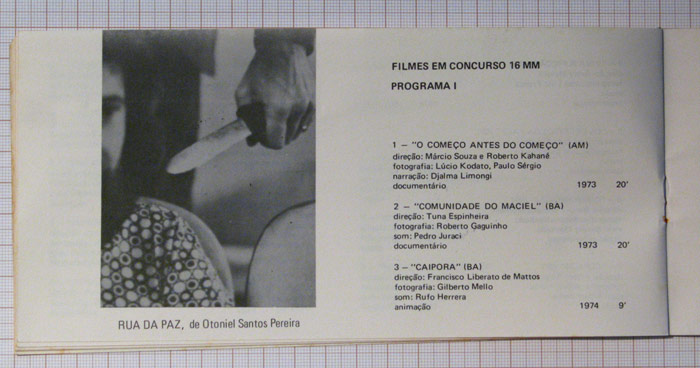 RUA DA PAZ, de Otoniel Santos Pereira
FILMES EM CONCURSO 16 MM
PROGRAMA I
1 – "O COMEÇO ANTES DO COMEÇO" (AM)
direção: Márcio Souza e Roberto Kahané
fotografia: Lúcio Kodato, Paulo Sérgio
narração: Djalma Limongi
documentário 1973 20'
2 – "COMUNIDADE DO MACIEL" (BA)
direção: Tuna Espinheira
fotografia: Roberto Gaguinho
som: Pedro Juraci
documentário 1973 20'
3 – "CAIPORA" (BA)
direção: Francisco Liberato de Mattos
fotografia: Gilberto Mello
som: Rufo Herrera
animação 1974 9'